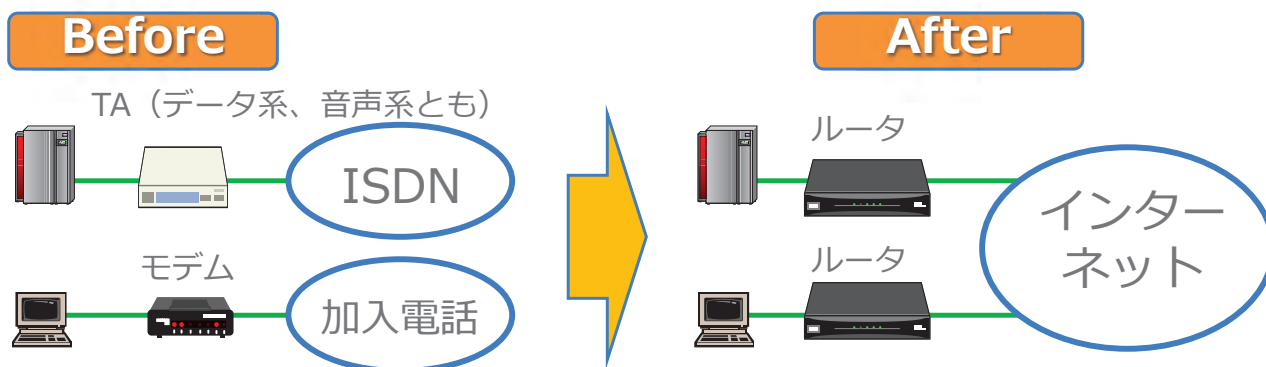 Before
After
TA（データ系、音声系とも）
ISDN
モデム
加入電話
ルータ
ルータ
インター
ネット